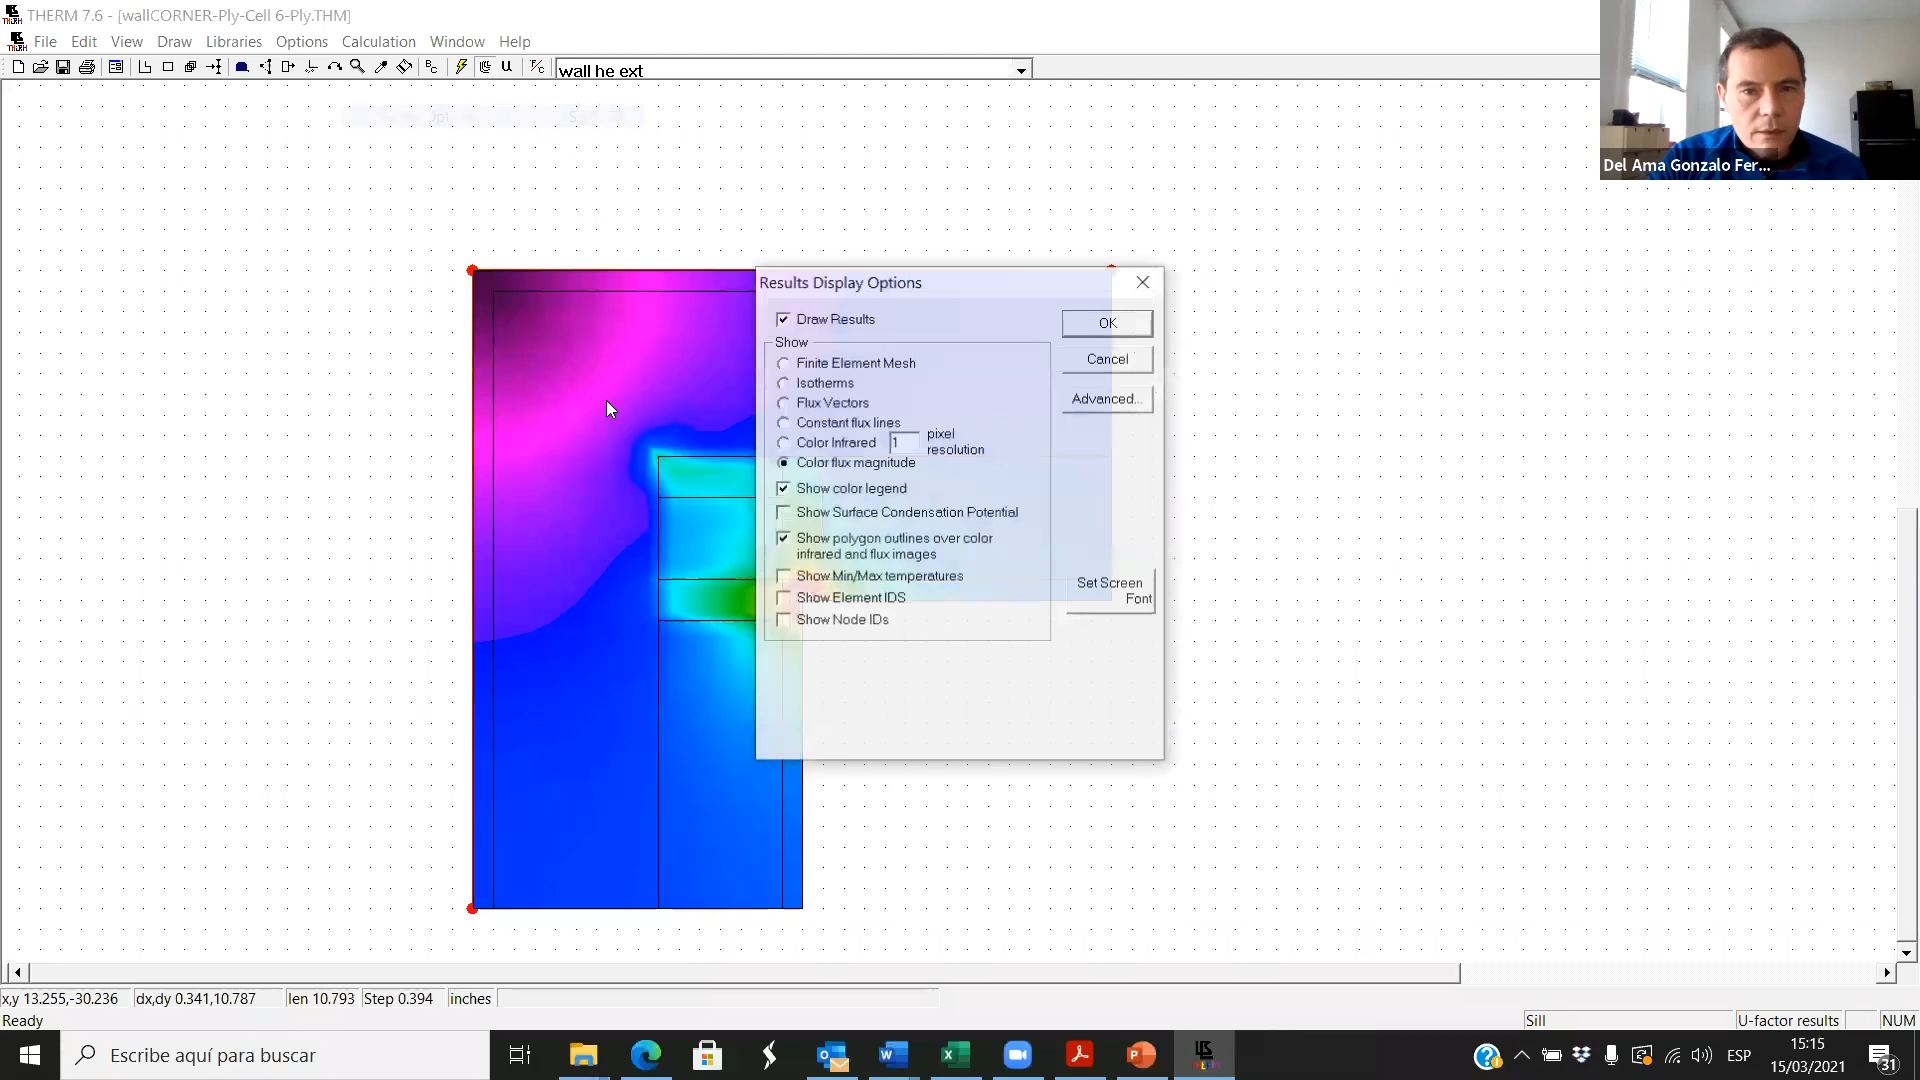 THERM 7.6 - [wallCORNER-Ply-Cell 6-Ply.THM]
File Edit View Draw Libraries Options Calculation Window Help
wall he ext
Del Ama Gonzalo Fer...
Results Display Options
Draw Results
OK
Show
Cancel
Finite Element Mesh
Isotherms
Advanced...
Flux Vectors
Constant flux lines
Color Infrared 1 pixel resolution
Color flux magnitude
Show color legend
Show Surface Condensation Potential
Show polygon outlines over color
infrared and flux images
Show Min/Max temperatures
Set Screen
Font
Show Element IDS
Show Node IDs
x,y 13.255,-30.236 dx,dy 0.341,10.787 len 10.793 Step 0.394 inches
Ready Sill U-factor results NUM
Escribe aquí para buscar
ESP
15:15
15/03/2021
31